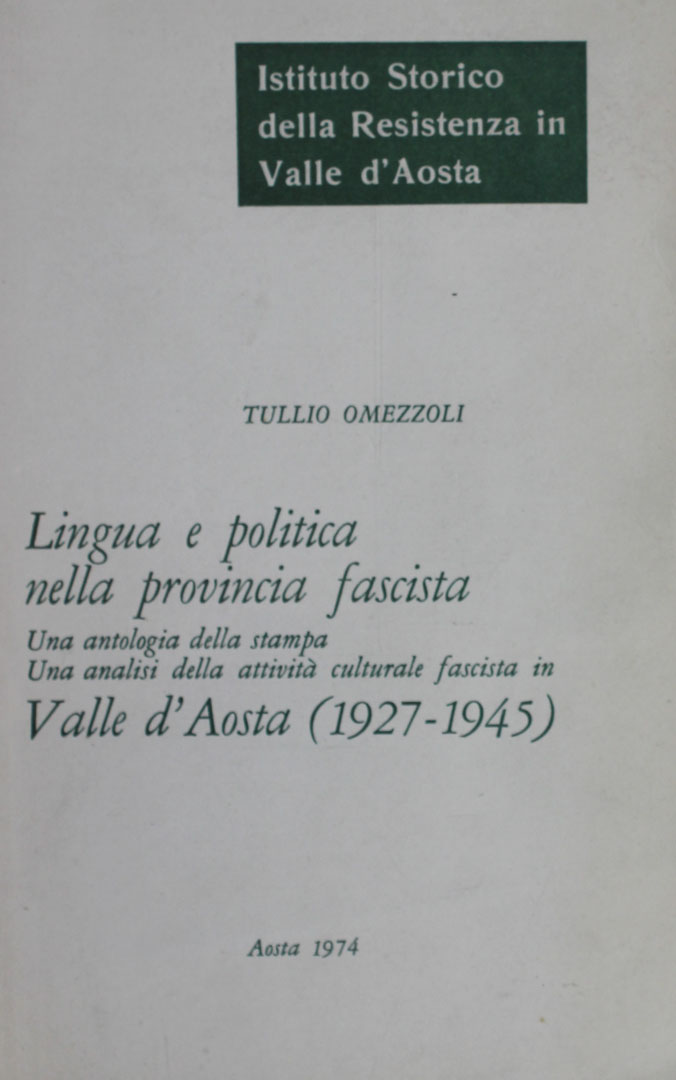 Istituto Storico
della Resistenza in
Valle d'Aosta
TULLIO OMEZZOLI
Lingua e politica
nella provincia fascista
Una antologia della stampa
Una analisi della attività culturale fascista in
Valle d'Aosta (1927-1945)
Aosta 1974